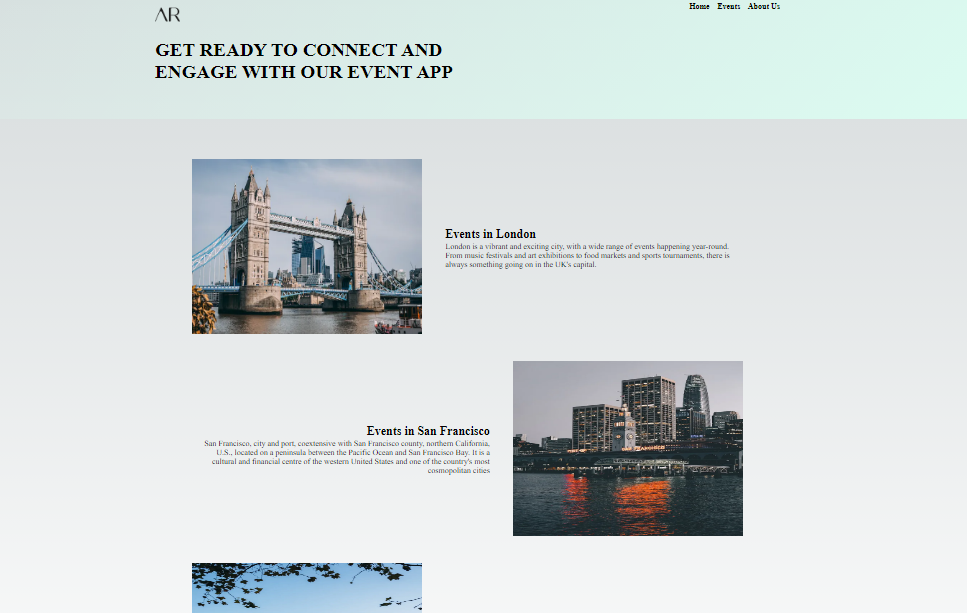 AR
Home Events About Us
GET READY TO CONNECT AND
ENGAGE WITH OUR EVENT APP
Events in London
London is a vibrant and exciting city, with a wide range of events happening year-round.
From music festivals and art exhibitions to food markets and sports tournaments, there is
always something going on in the UK's capital.
Events in San Francisco
San Francisco, city and port, coextensive with San Francisco county, northern California,
U.S., located on a peninsula between the Pacific Ocean and San Francisco Bay. It is a
cultural and financial centre of the western United States and one of the country's most
cosmopolitan cities